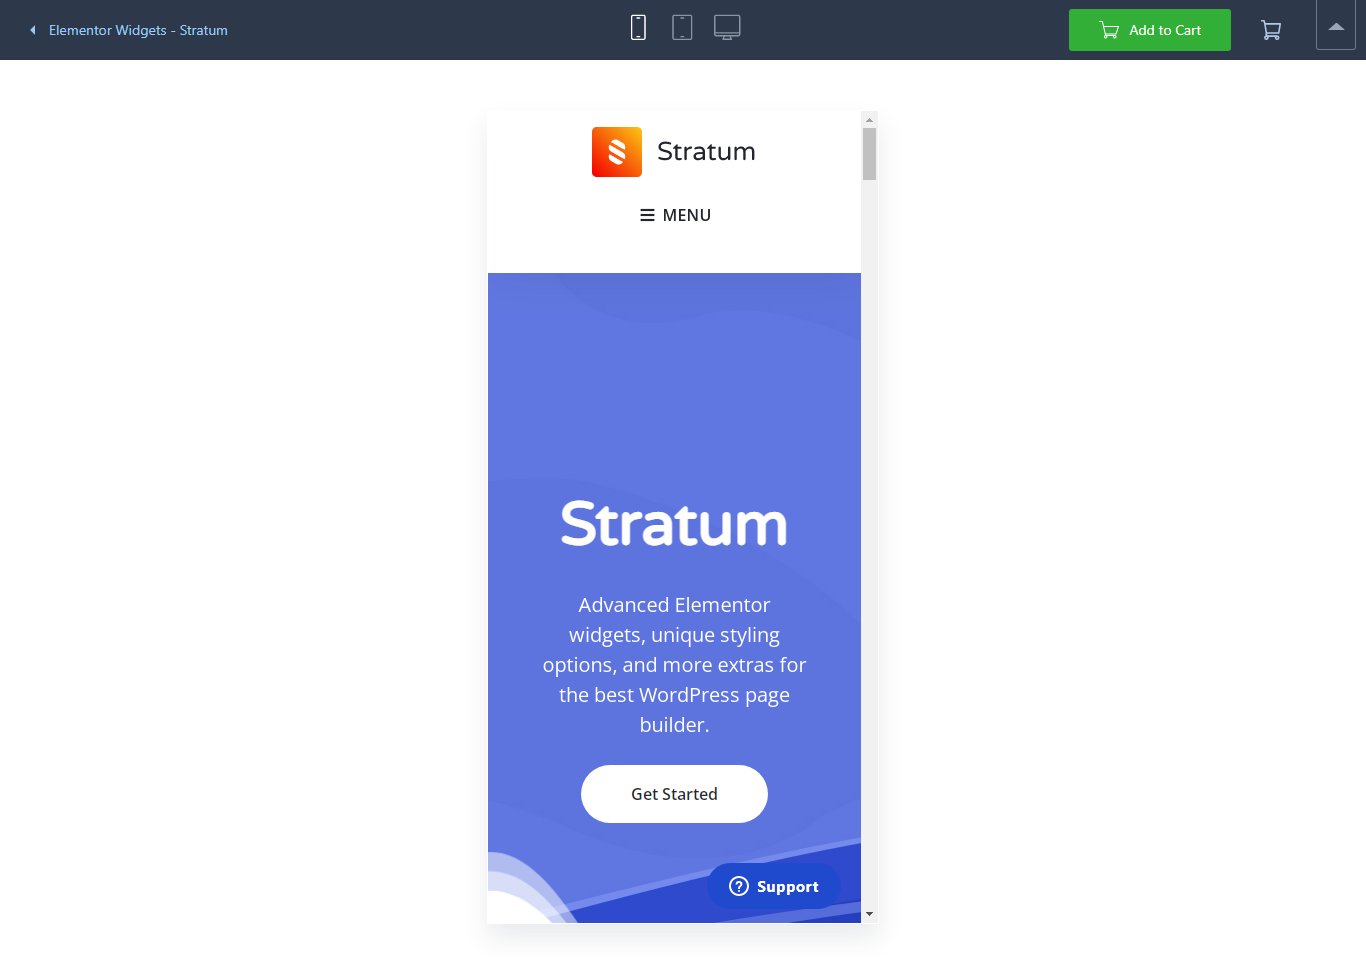 Elementor Widgets - Stratum
Add to Cart
Stratum
MENU
Stratum
Advanced Elementor
widgets, unique styling
options, and more extras for
the best WordPress page
builder.
Get Started
Support